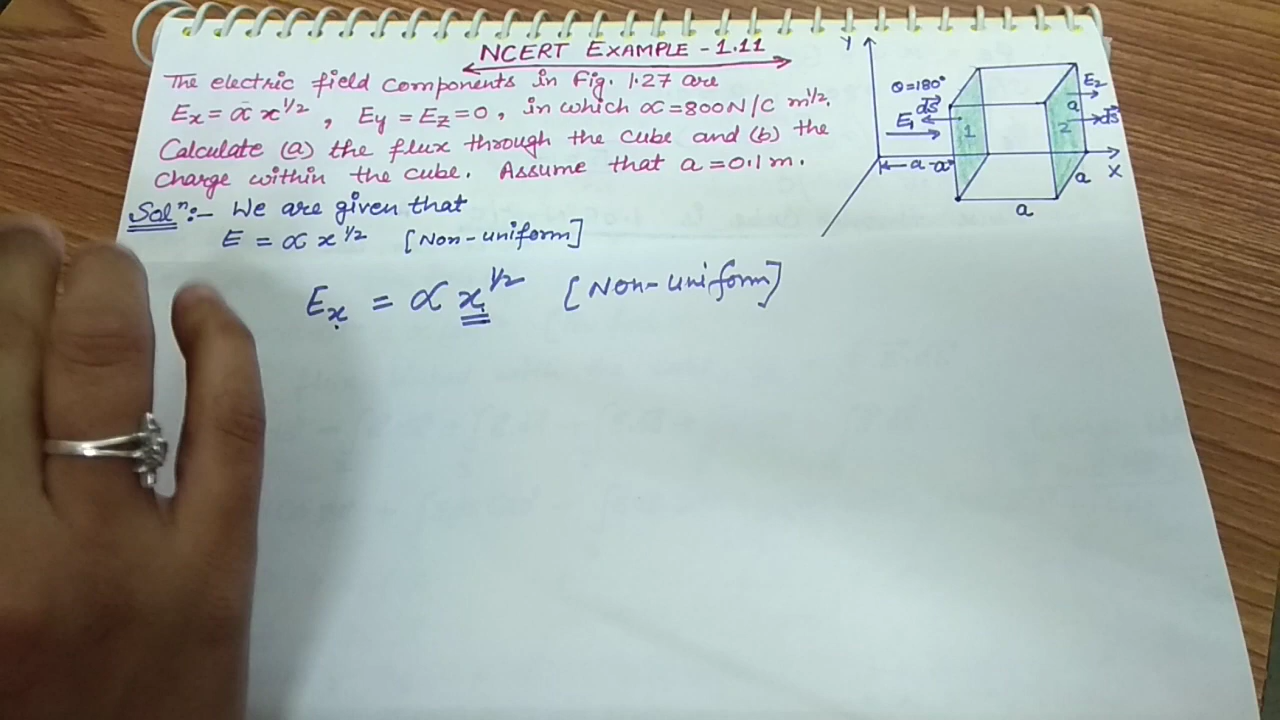 NCERT EXAMPLE - 1.11
The electric field components in Fig. 1.27 are
Ex = α x^1/2, Ey = Ez = 0, in which α = 800 N/C m^1/2.
Calculate (a) the flux through the cube and (b) the
charge within the cube. Assume that a = 0.1 m.
Solⁿ:- We are given that
E = α x^1/2 [Non-uniform]
Ex = α x^1/2 [Non-uniform]
Y
θ=180°
dS
E1
1
a
E2
a
2
dS
X
a
a